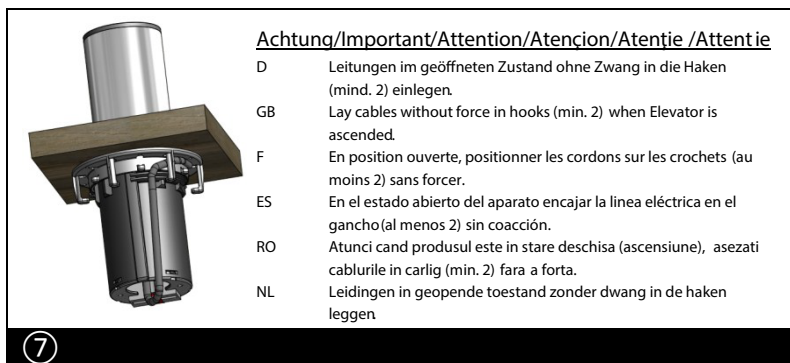 Achtung/Important/Attention/Atençion/Atenție /Attentie
D Leitungen im geöffneten Zustand ohne Zwang in die Haken
(mind. 2) einlegen.
GB Lay cables without force in hooks (min. 2) when Elevator is
ascended.
F En position ouverte, positionner les cordons sur les crochets (au
moins 2) sans forcer.
ES En el estado abierto del aparato encajar la linea eléctrica en el
gancho(al menos 2) sin coacción.
RO Atunci cand produsul este in stare deschisa (ascensiune), asezati
cablurile in carlig (min. 2) fara a forta.
NL Leidingen in geopende toestand zonder dwang in de haken
leggen.
7